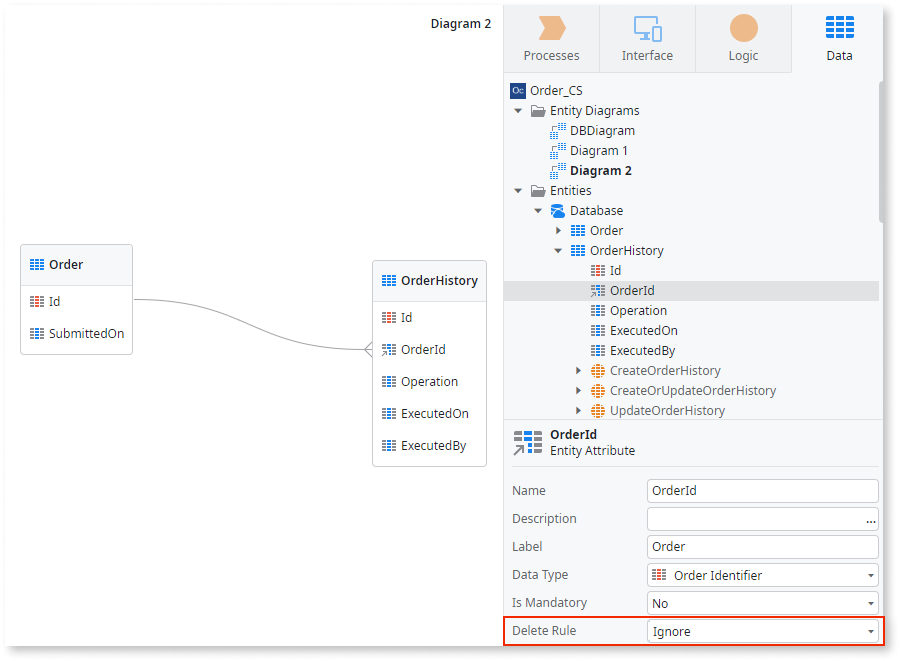 Diagram 2
Order
Id
SubmittedOn
OrderHistory
Id
OrderId
Operation
ExecutedOn
ExecutedBy
Processes
Interface
Logic
Data
Oc Order_CS
Entity Diagrams
DBDiagram
Diagram 1
Diagram 2
Entities
Database
Order
OrderHistory
Id
OrderId
Operation
ExecutedOn
ExecutedBy
CreateOrderHistory
CreateOrUpdateOrderHistory
UpdateOrderHistory
OrderId
Entity Attribute
Name OrderId
Description ...
Label Order
Data Type Order Identifier
Is Mandatory No
Delete Rule Ignore